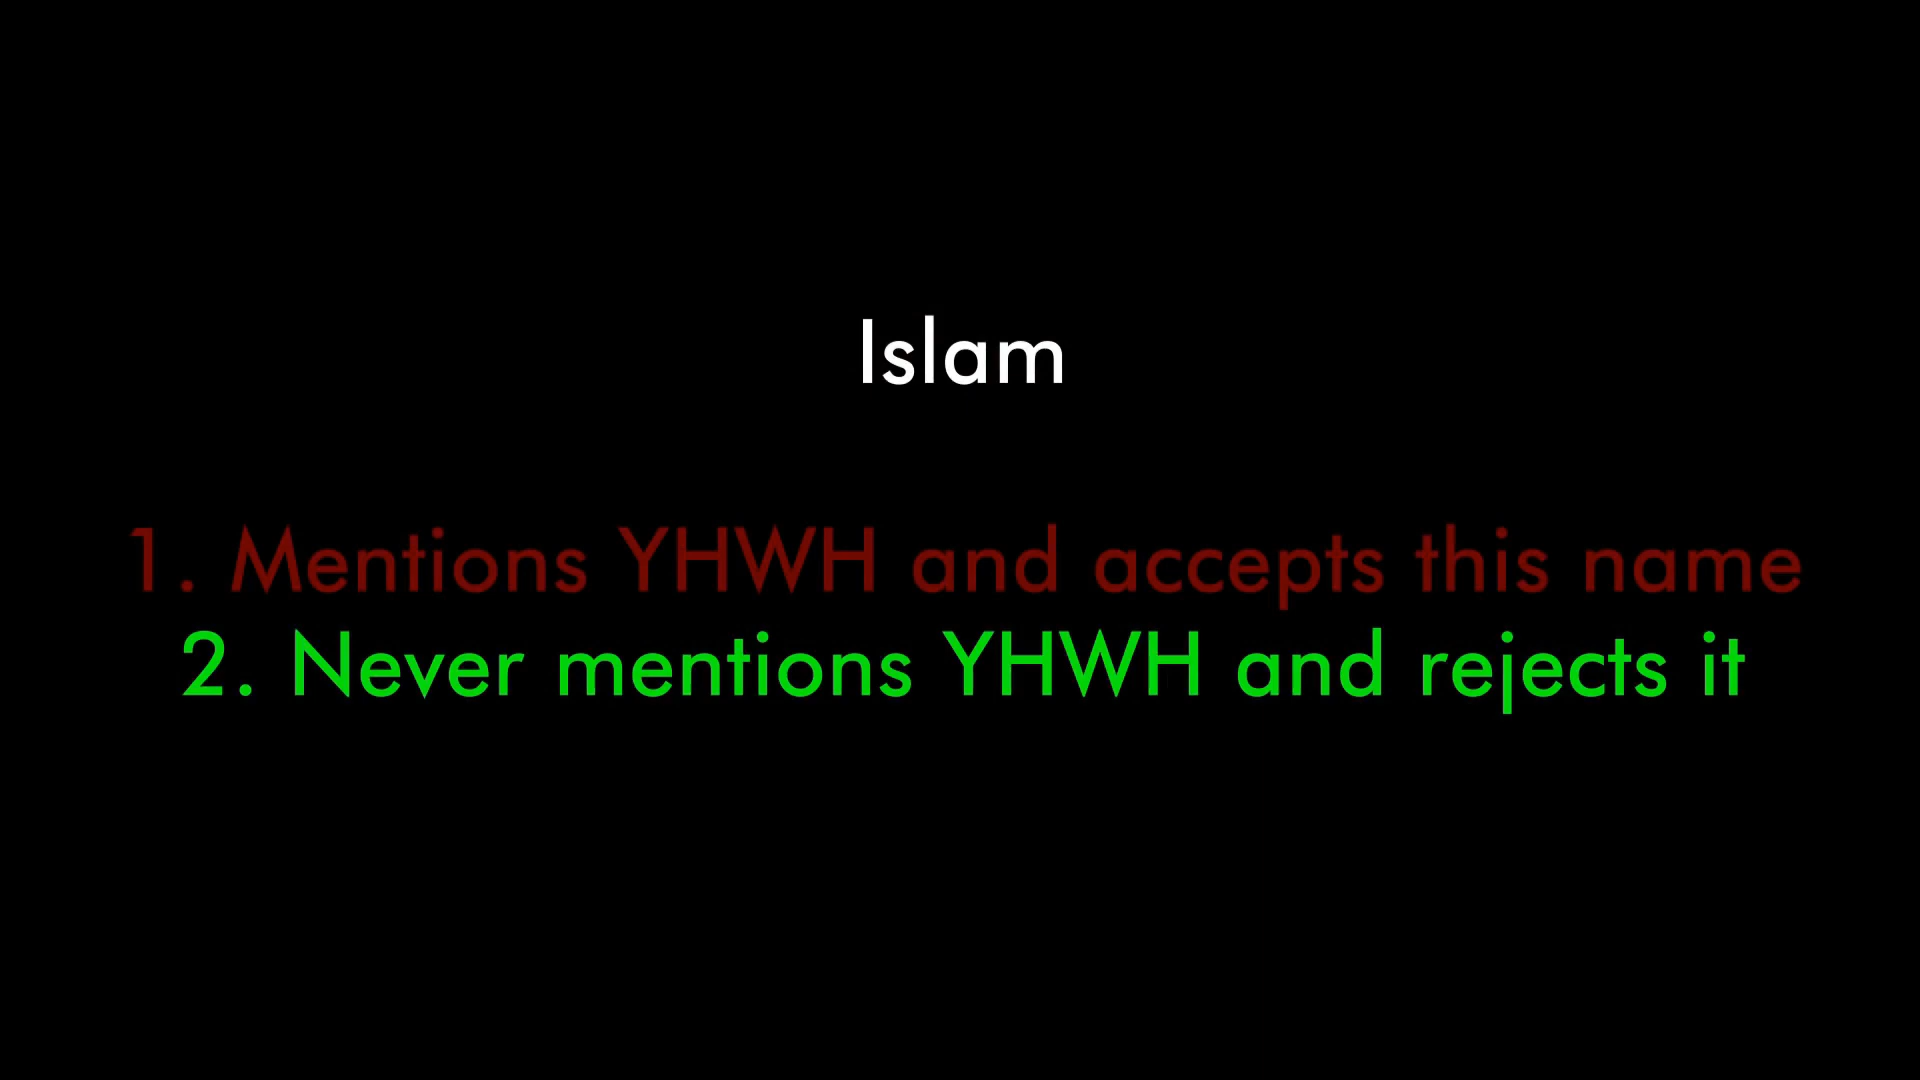 Islam
1. Mentions YHWH and accepts this name
2. Never mentions YHWH and rejects it